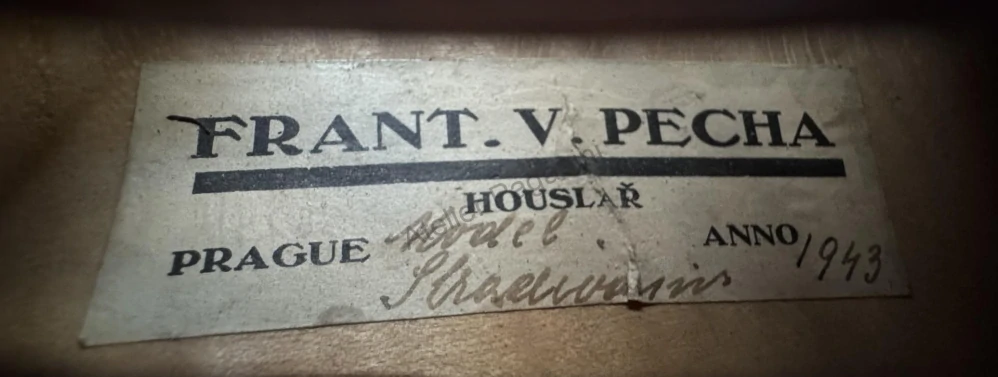 FRANT. V. PECHA
HOUSLAŘ
PRAGUE Model ANNO 1943
Stradivarius